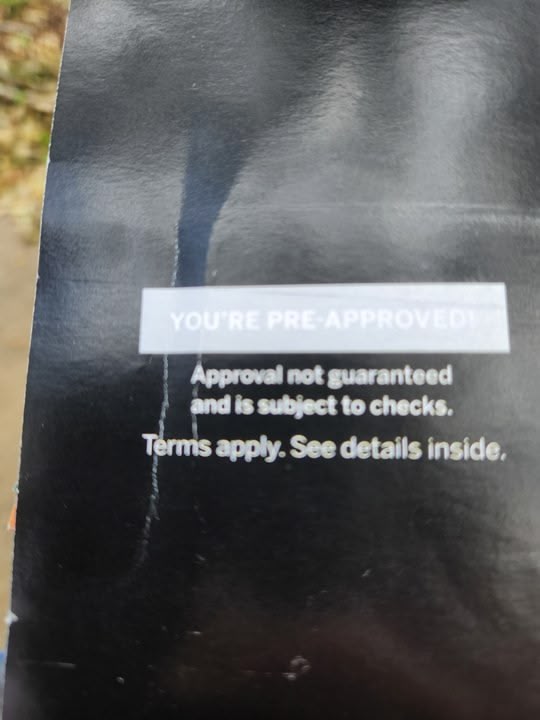 YOU'RE PRE-APPROVED!
Approval not guaranteed
and is subject to checks.
Terms apply. See details inside.